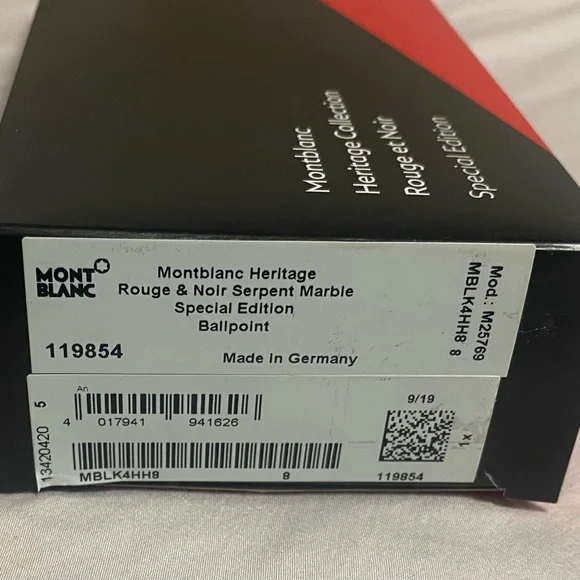 Montblanc
Heritage Collection
Rouge et Noir
Special Edition
MONT
BLANC
Montblanc Heritage
Rouge & Noir Serpent Marble
Special Edition
Ballpoint
119854
Made in Germany
Mod.: M25769
MBLK4HH8 8
13420420 5
An
4 017941 941626
MBLK4HH8 8
9/19
1x
119854